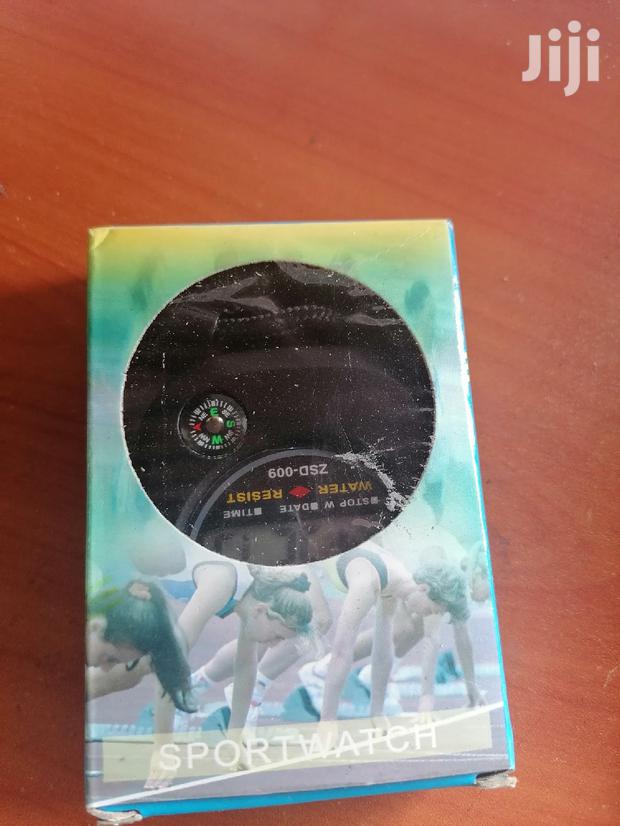 Jiji
E
S
W
ZSD-009
WATER RESIST
STOP W DATE
TIME
SPORTWATCH